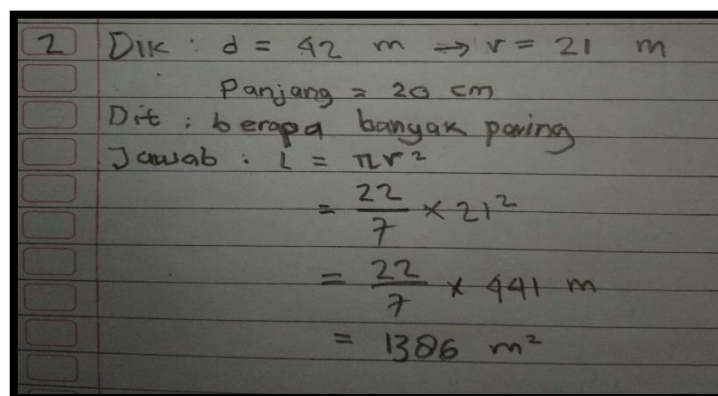 2 Dik : d = 42 m => r = 21 m
Panjang = 20 cm
Dit : berapa banyak paving
Jawab : L = πr²
= 22/7 × 21²
= 22/7 × 441 m
= 1386 m²